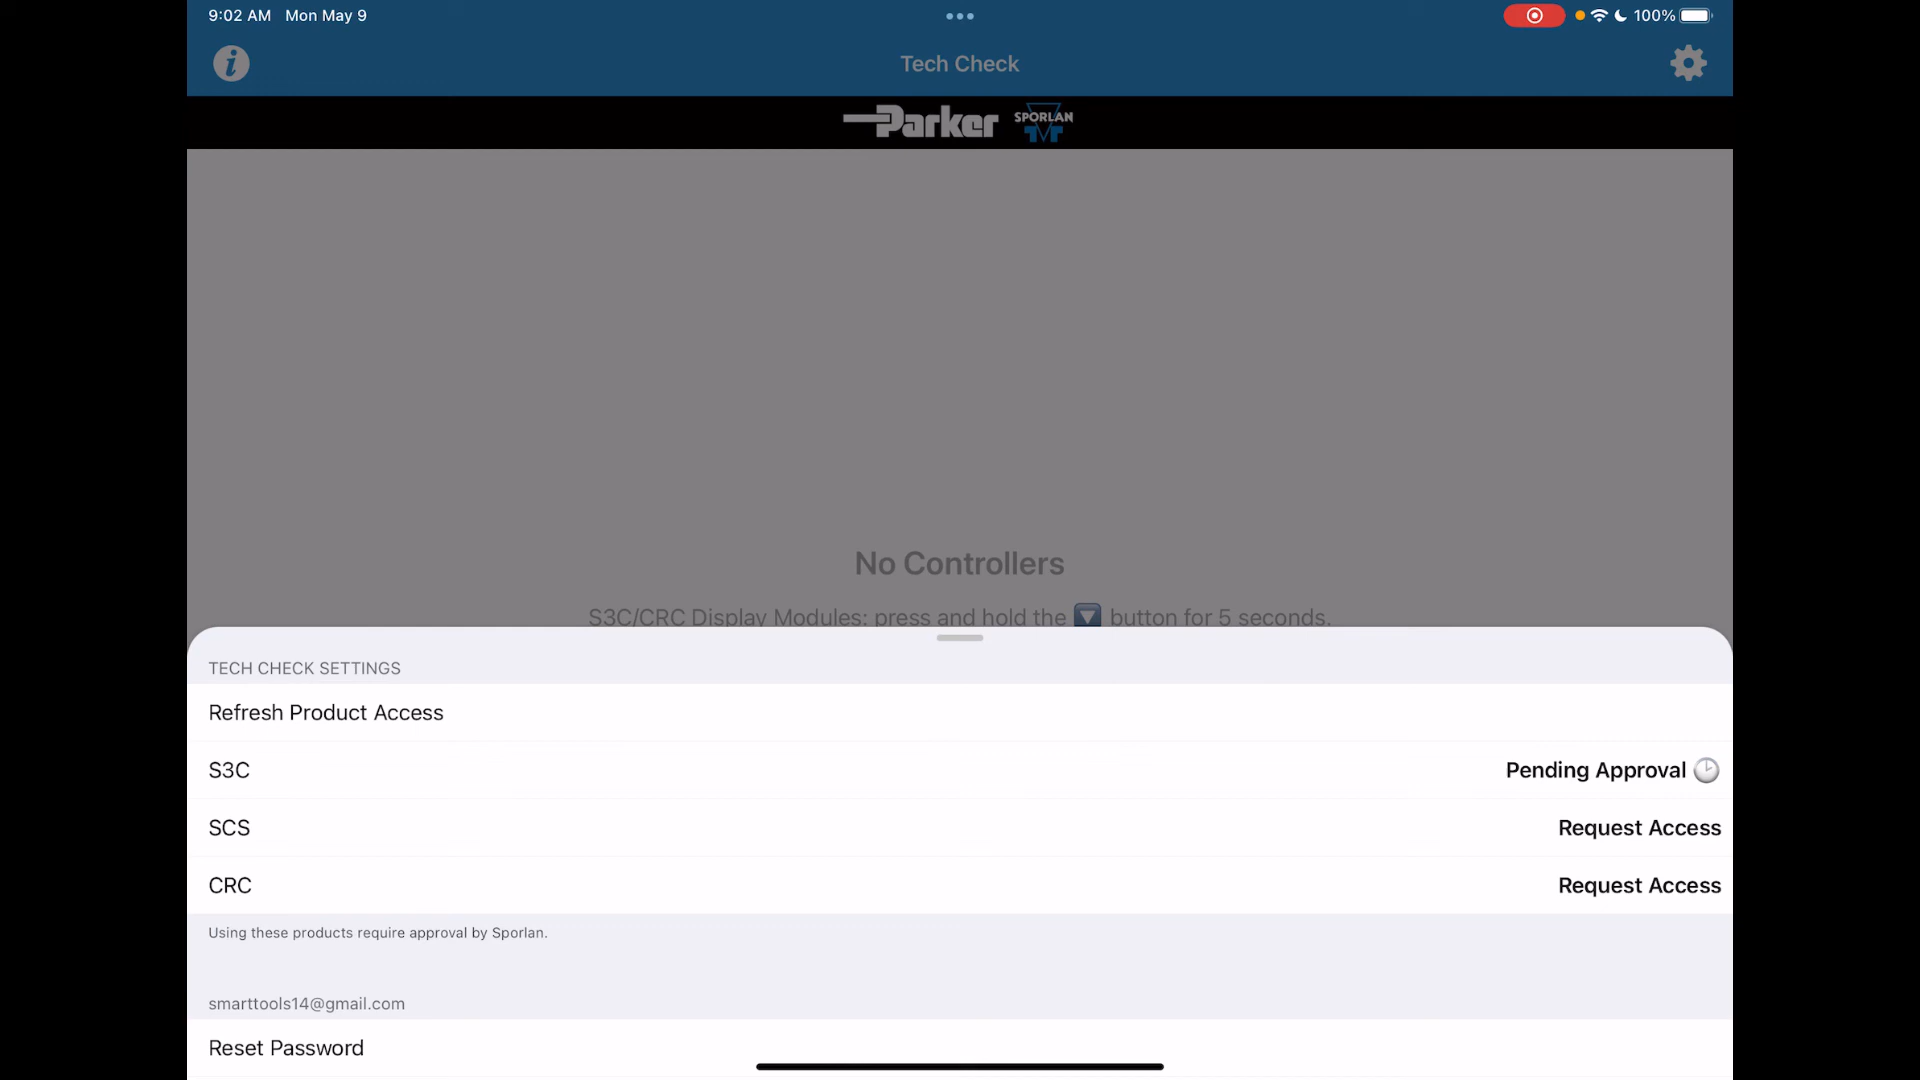 9:02 AM Mon May 9
100%
Tech Check
Parker SPORLAN
No Controllers
S3C/CRC Display Modules: press and hold the button for 5 seconds.
TECH CHECK SETTINGS
Refresh Product Access
S3C Pending Approval
SCS Request Access
CRC Request Access
Using these products require approval by Sporlan.
smarttools14@gmail.com
Reset Password